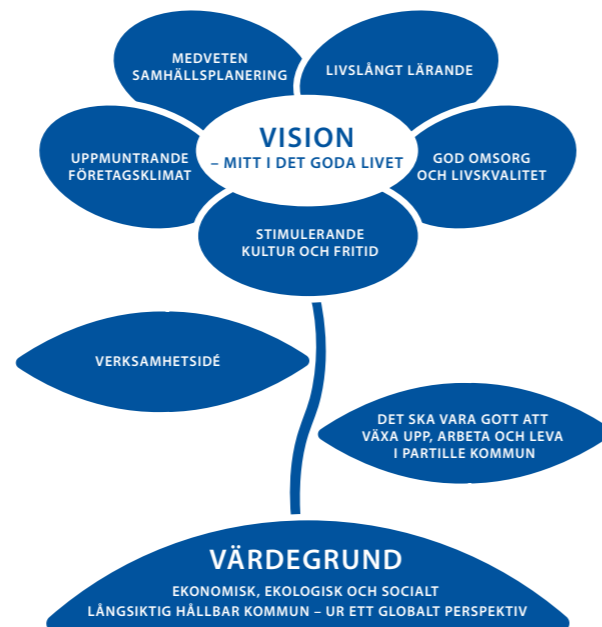 MEDVETEN
SAMHÄLLSPLANERING
LIVSLÅNGT LÄRANDE
VISION
– MITT I DET GODA LIVET
UPPMUNTRANDE
FÖRETAGSKLIMAT
GOD OMSORG
OCH LIVSKVALITET
STIMULERANDE
KULTUR OCH FRITID
VERKSAMHETSIDÉ
DET SKA VARA GOTT ATT
VÄXA UPP, ARBETA OCH LEVA
I PARTILLE KOMMUN
VÄRDEGRUND
EKONOMISK, EKOLOGISK OCH SOCIALT
LÅNGSIKTIG HÅLLBAR KOMMUN – UR ETT GLOBALT PERSPEKTIV